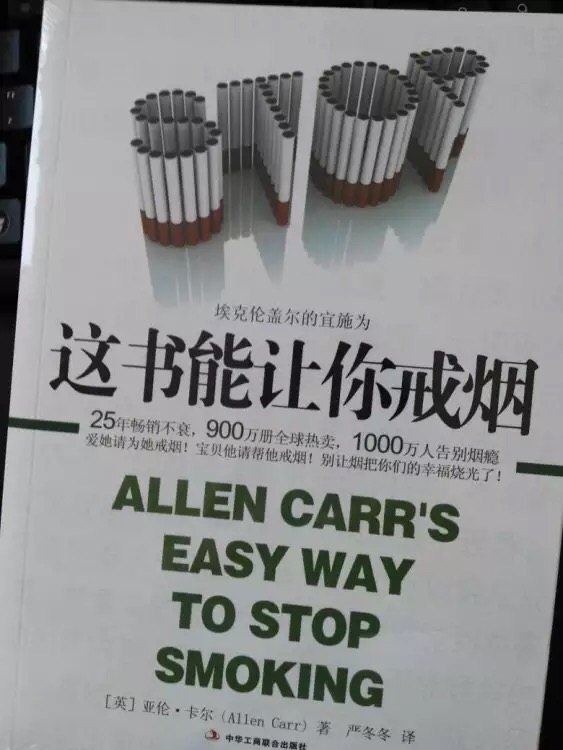 STOP
埃克伦盖尔的宜施为
这书能让你戒烟
25年畅销不衰，900万册全球热卖，1000万人告别烟瘾
爱她请为她戒烟！宝贝他请帮他戒烟！别让烟把你们的幸福烧光了！
ALLEN CARR'S
EASY WAY
TO STOP
SMOKING
[英] 亚伦·卡尔 (Allen Carr) 著 严冬冬 译
中华工商联合出版社